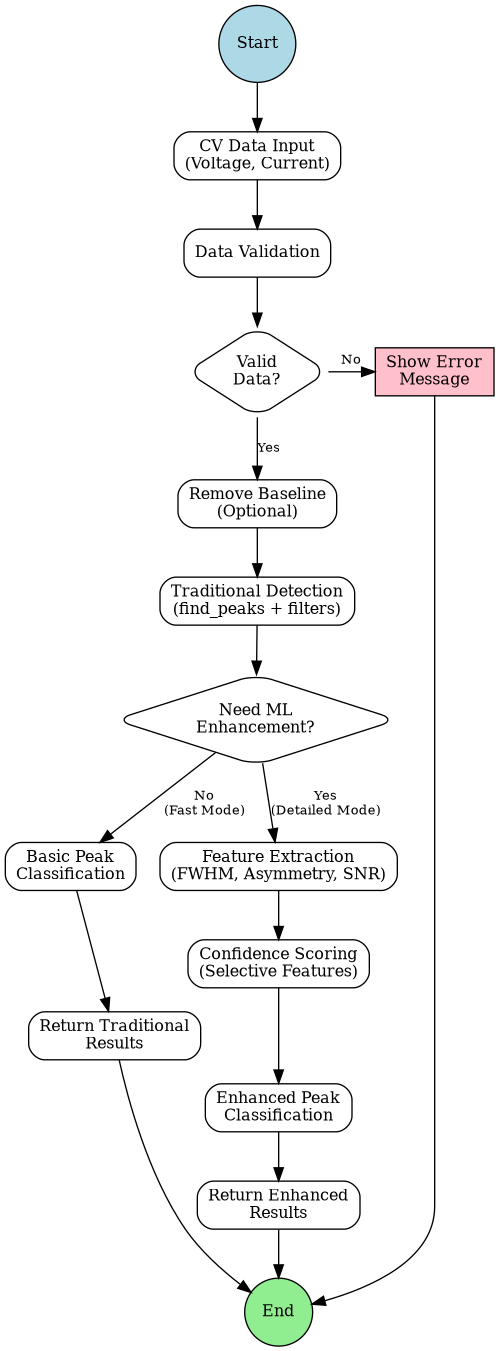 Start
CV Data Input
(Voltage, Current)
Data Validation
Valid
Data?
No
Show Error
Message
Yes
Remove Baseline
(Optional)
Traditional Detection
(find_peaks + filters)
Need ML
Enhancement?
No
(Fast Mode)
Yes
(Detailed Mode)
Basic Peak
Classification
Feature Extraction
(FWHM, Asymmetry, SNR)
Confidence Scoring
(Selective Features)
Return Traditional
Results
Enhanced Peak
Classification
Return Enhanced
Results
End